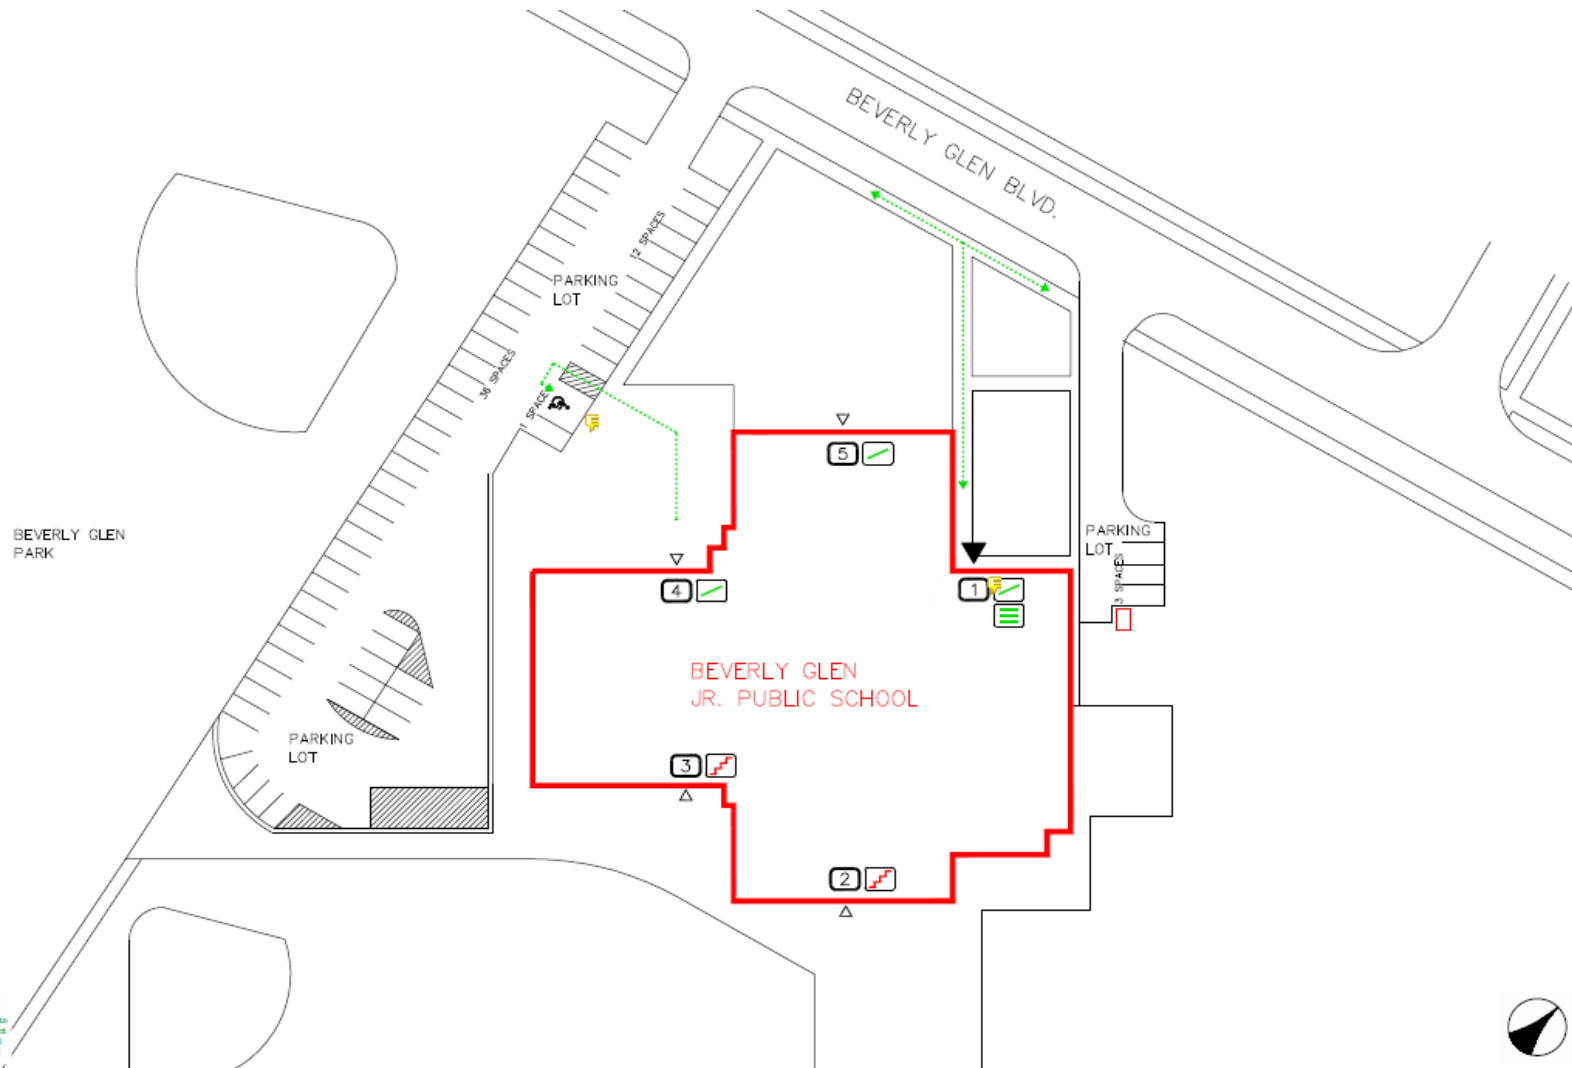 BEVERLY GLEN BLVD.
12 SPACES
PARKING
LOT
36 SPACES
1 SPACE
5
BEVERLY GLEN
PARK
PARKING
LOT
3 SPACES
4
1
BEVERLY GLEN
JR. PUBLIC SCHOOL
PARKING
LOT
3
2